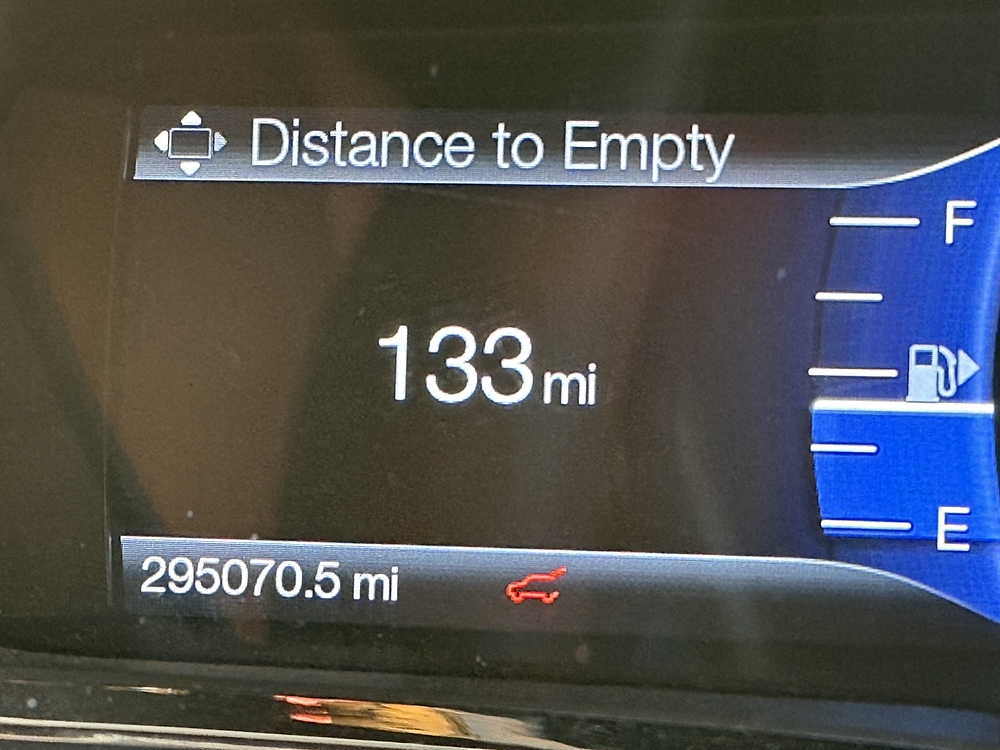 Distance to Empty
F
133 mi
E
295070.5 mi